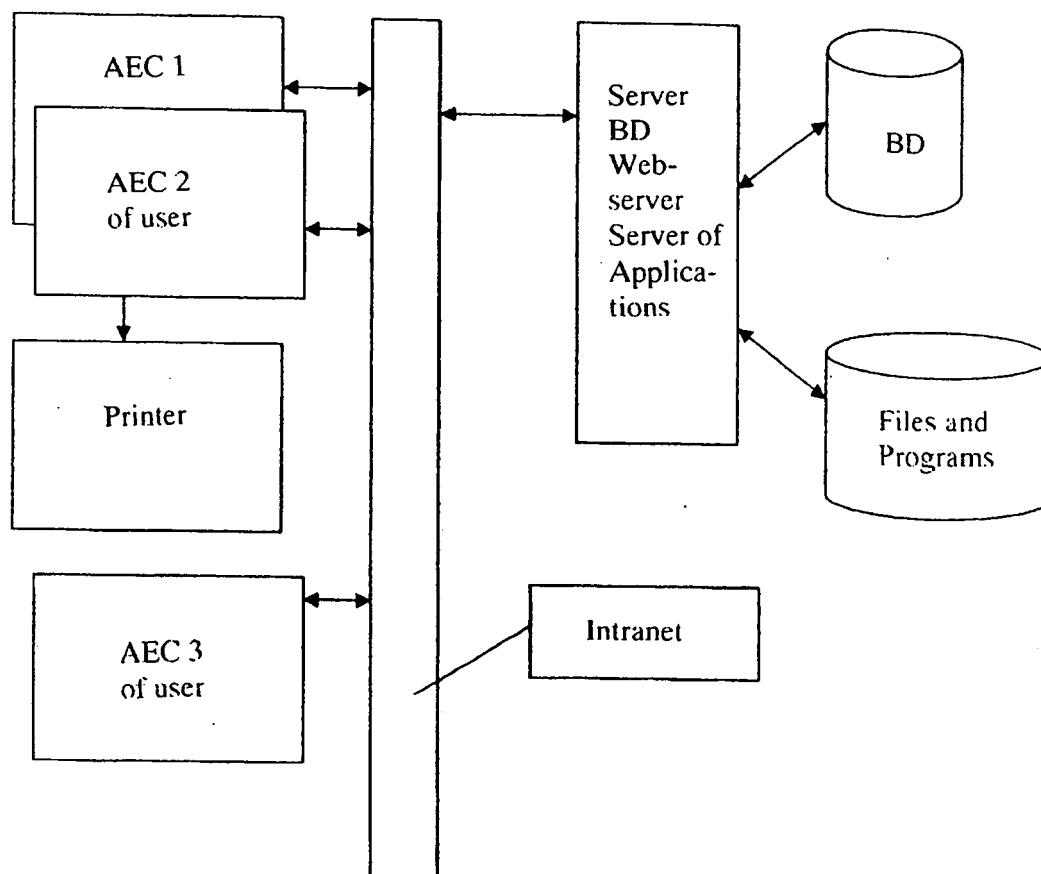 AEC 1
AEC 2
of user
Printer
AEC 3
of user
Server
BD
Web-
server
Server of
Applica-
tions
BD
Files and
Programs
Intranet